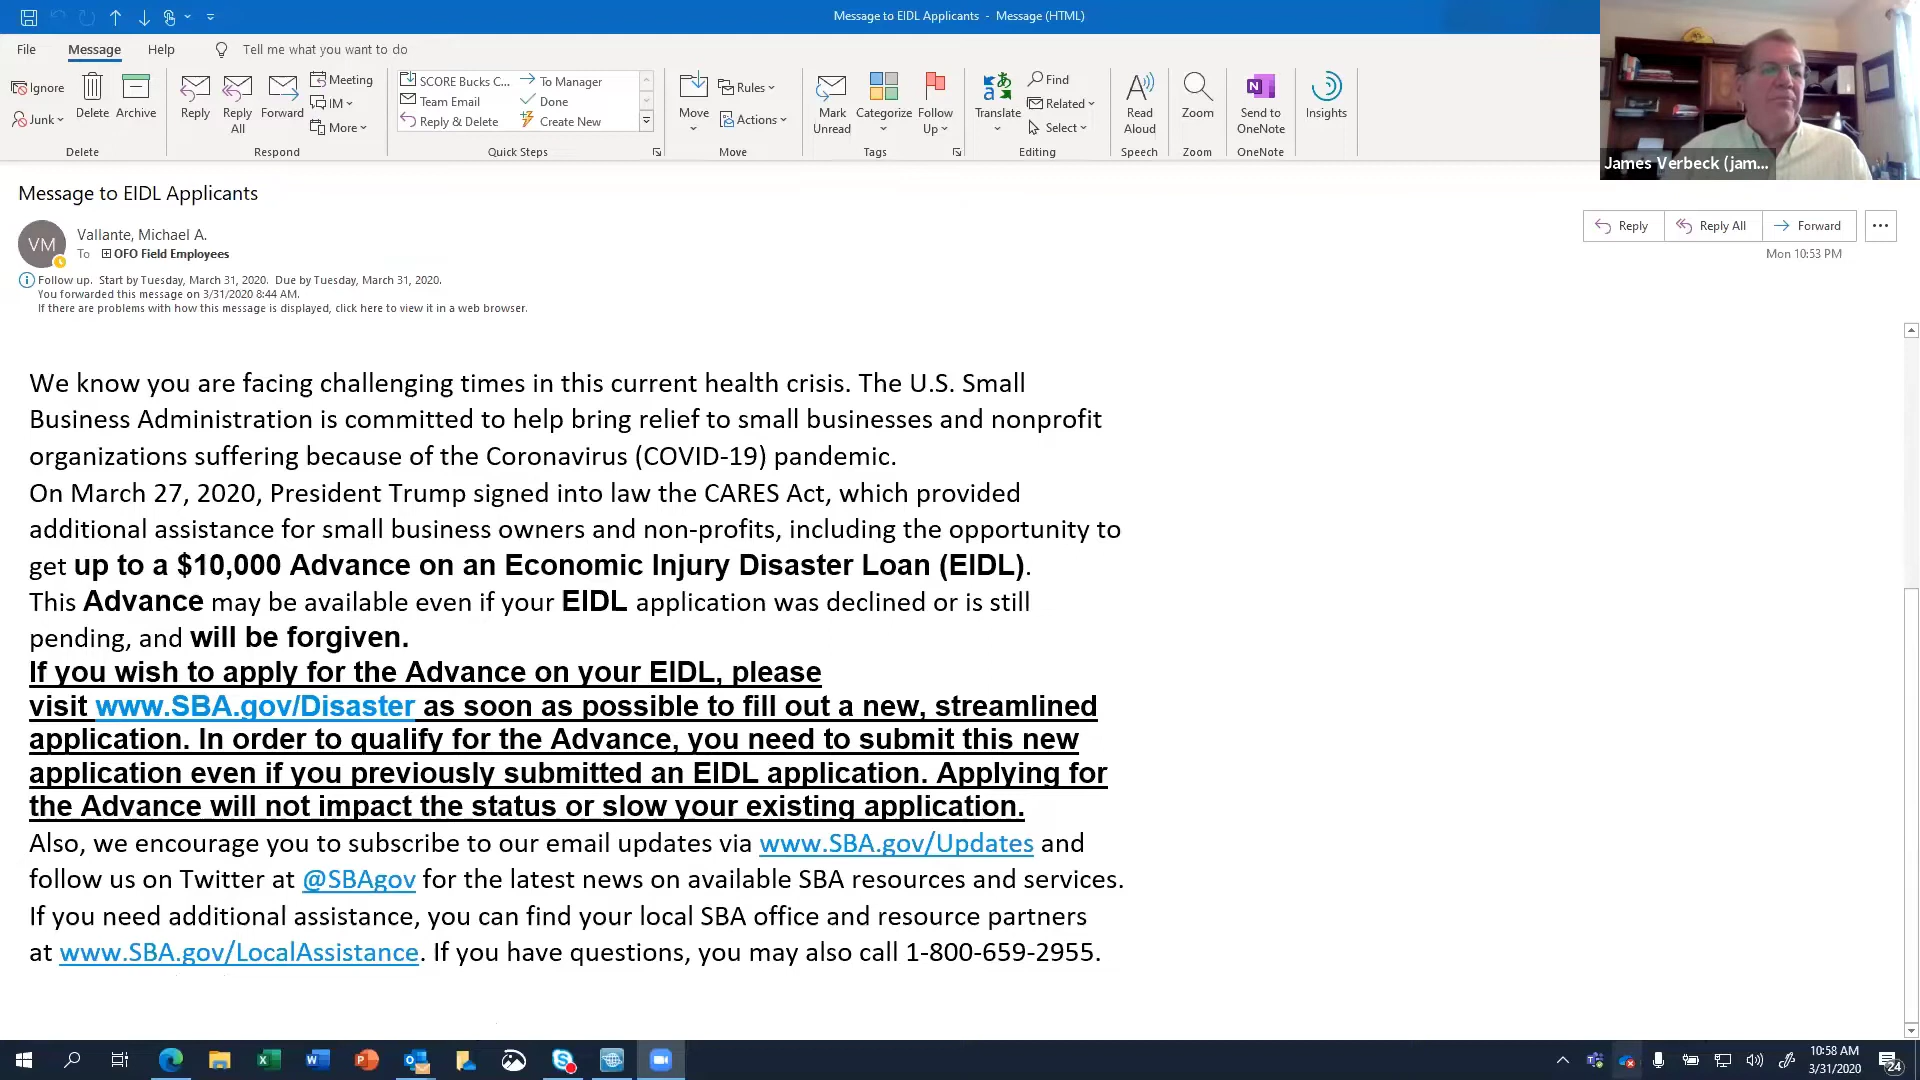 Message to EIDL Applicants - Message (HTML)
File Message Help Tell me what you want to do
Ignore
Junk
Delete
Archive
Delete
Reply
Reply All
Forward
Meeting
IM
More
Respond
SCORE Bucks C...
Team Email
Reply & Delete
To Manager
Done
Create New
Quick Steps
Move
Rules
Actions
Move
Mark Unread
Categorize
Follow Up
Tags
Translate
Find
Related
Select
Editing
Read Aloud
Speech
Zoom
Zoom
Send to OneNote
OneNote
Insights
James Verbeck (jam...
Message to EIDL Applicants
VM
Vallante, Michael A.
To OFO Field Employees
Reply
Reply All
Forward
Mon 10:53 PM
Follow up. Start by Tuesday, March 31, 2020. Due by Tuesday, March 31, 2020.
You forwarded this message on 3/31/2020 8:44 AM.
If there are problems with how this message is displayed, click here to view it in a web browser.
We know you are facing challenging times in this current health crisis. The U.S. Small
Business Administration is committed to help bring relief to small businesses and nonprofit
organizations suffering because of the Coronavirus (COVID-19) pandemic.
On March 27, 2020, President Trump signed into law the CARES Act, which provided
additional assistance for small business owners and non-profits, including the opportunity to
get up to a $10,000 Advance on an Economic Injury Disaster Loan (EIDL).
This Advance may be available even if your EIDL application was declined or is still
pending, and will be forgiven.
If you wish to apply for the Advance on your EIDL, please
visit www.SBA.gov/Disaster as soon as possible to fill out a new, streamlined
application. In order to qualify for the Advance, you need to submit this new
application even if you previously submitted an EIDL application. Applying for
the Advance will not impact the status or slow your existing application.
Also, we encourage you to subscribe to our email updates via www.SBA.gov/Updates and
follow us on Twitter at @SBAgov for the latest news on available SBA resources and services.
If you need additional assistance, you can find your local SBA office and resource partners
at www.SBA.gov/LocalAssistance. If you have questions, you may also call 1-800-659-2955.
10:58 AM
3/31/2020
24